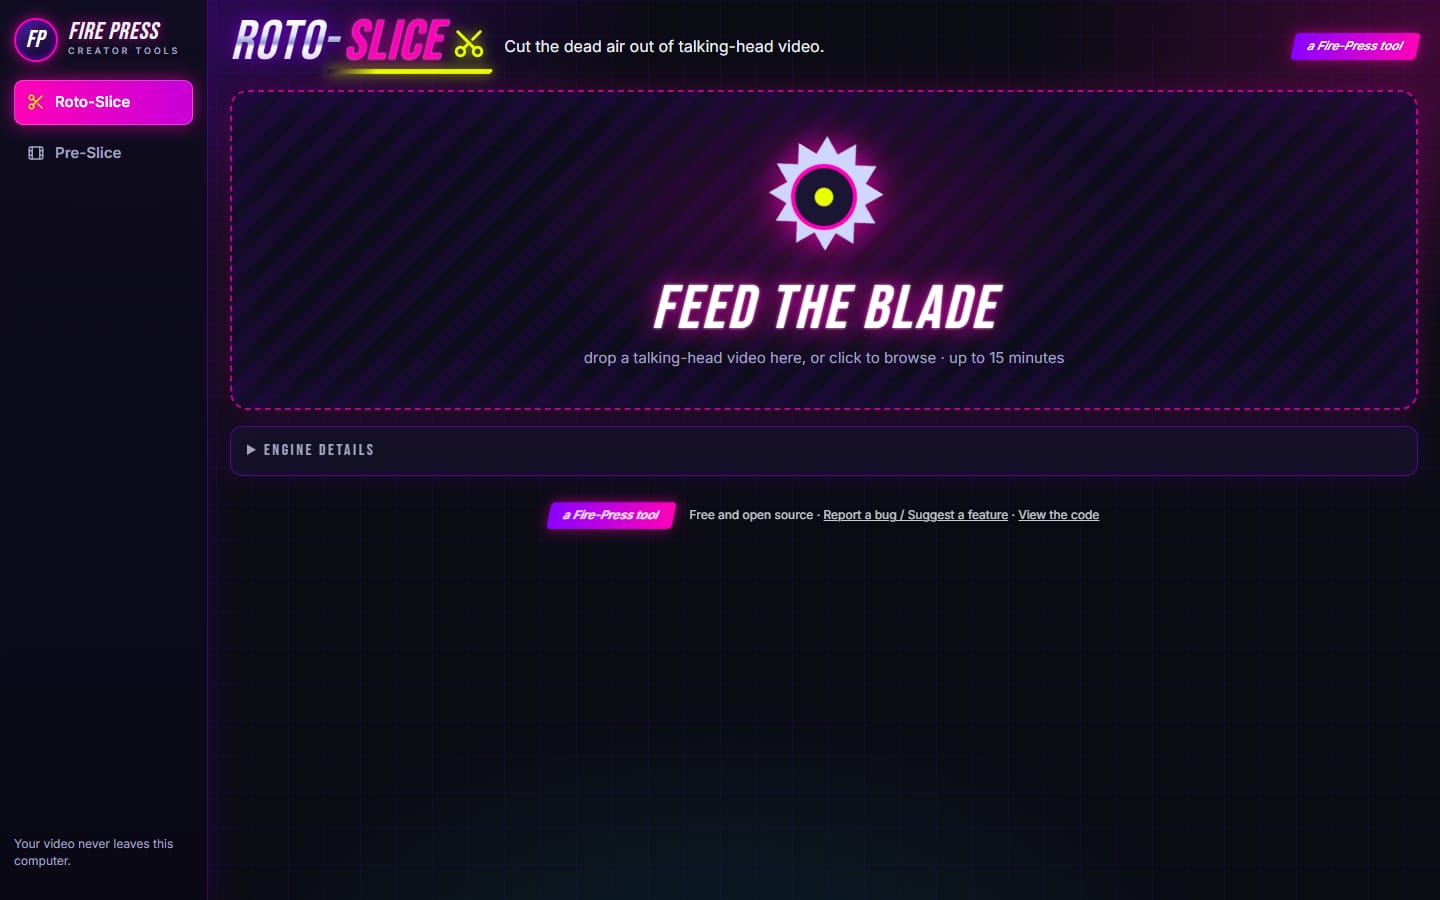 FP
FIRE PRESS
CREATOR TOOLS
Roto-Slice
Pre-Slice
Your video never leaves this
computer.
ROTO-SLICE
Cut the dead air out of talking-head video.
a Fire-Press tool
FEED THE BLADE
drop a talking-head video here, or click to browse · up to 15 minutes
▶ ENGINE DETAILS
a Fire-Press tool
Free and open source · Report a bug / Suggest a feature · View the code